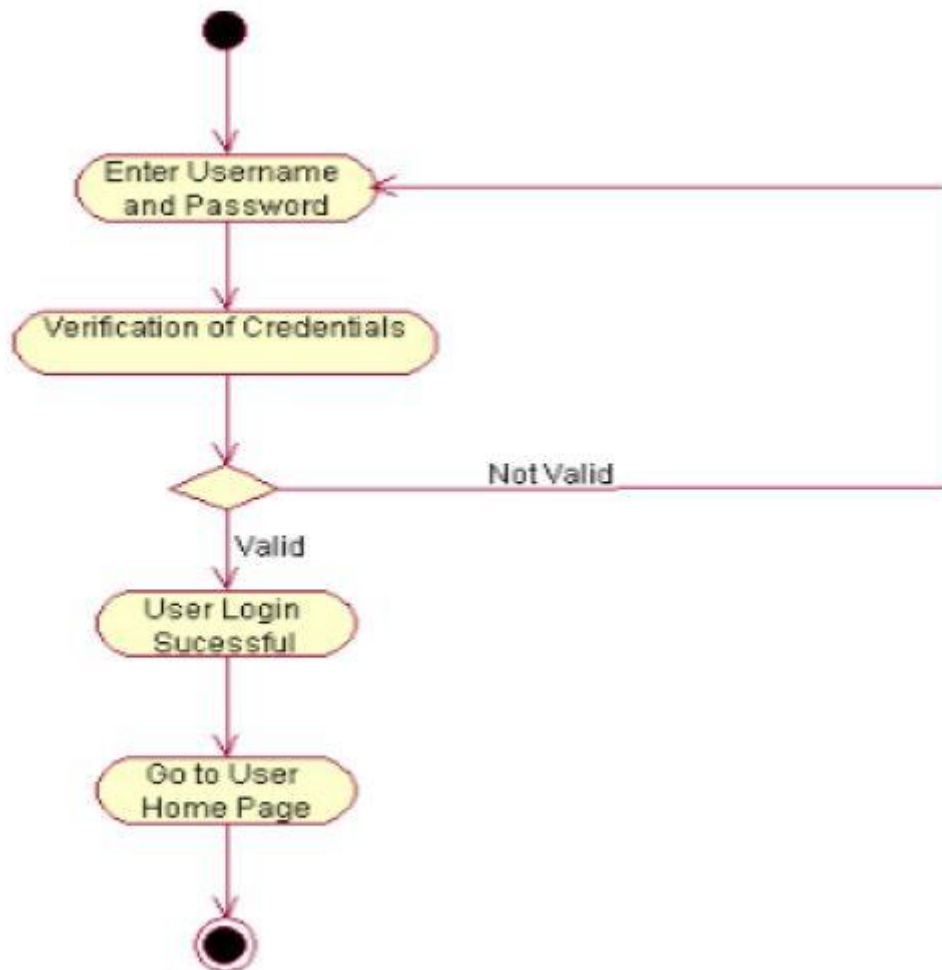 Enter Username
and Password
Verification of Credentials
Not Valid
Valid
User Login
Sucessful
Go to User
Home Page